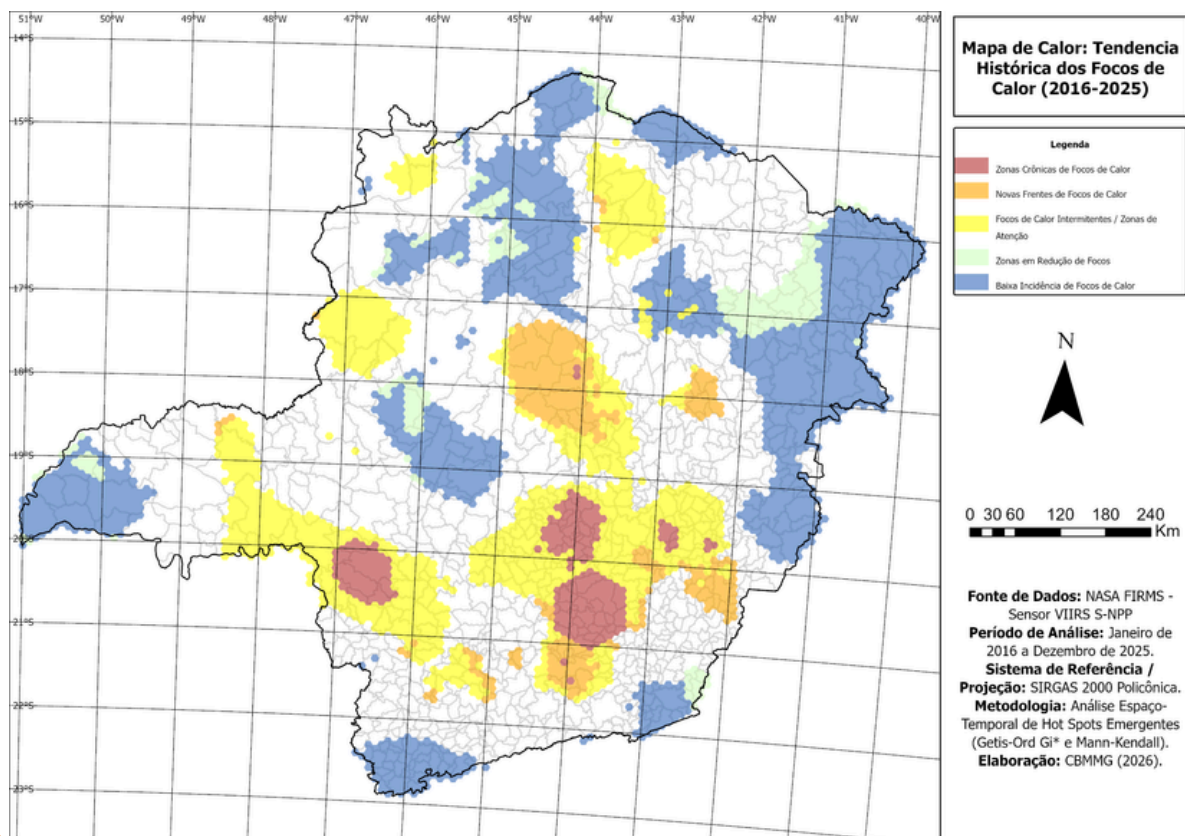 51°W 50°W 49°W 48°W 47°W 46°W 45°W 44°W 43°W 42°W 41°W 40°W
14°S
15°S
16°S
17°S
18°S
19°S
20°S
21°S
22°S
23°S
Mapa de Calor: Tendencia
Histórica dos Focos de
Calor (2016-2025)
Legenda
Zonas Crônicas de Focos de Calor
Novas Frentes de Focos de Calor
Focos de Calor Intermitentes / Zonas de
Atenção
Zonas em Redução de Focos
Baixa Incidência de Focos de Calor
N
0 30 60 120 180 240
Km
Fonte de Dados: NASA FIRMS -
Sensor VIIRS S-NPP
Período de Análise: Janeiro de
2016 a Dezembro de 2025.
Sistema de Referência /
Projeção: SIRGAS 2000 Policônica.
Metodologia: Análise Espaço-
Temporal de Hot Spots Emergentes
(Getis-Ord Gi* e Mann-Kendall).
Elaboração: CBMMG (2026).